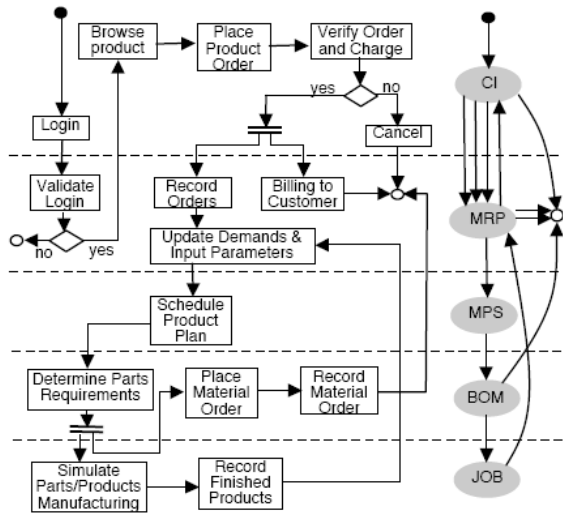 Browse
product
Place
Product
Order
Verify Order
and Charge
yes
no
CI
Login
Cancel
Validate
Login
Record
Orders
Billing to
Customer
MRP
no
yes
Update Demands &
Input Parameters
Schedule
Product
Plan
MPS
Determine Parts
Requirements
Place
Material
Order
Record
Material
Order
BOM
Simulate
Parts/Products
Manufacturing
Record
Finished
Products
JOB